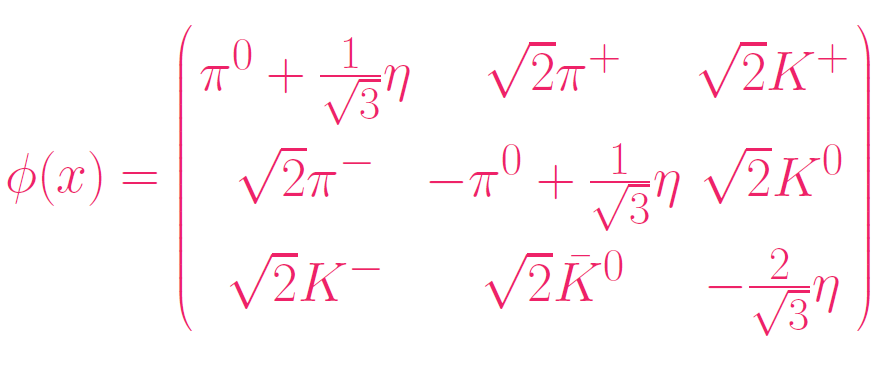 π⁰ + 1/√3 η √2π⁺ √2K⁺
ϕ(x) = √2π⁻ −π⁰ + 1/√3 η √2K⁰
√2K⁻ √2K̄⁰ −2/√3 η